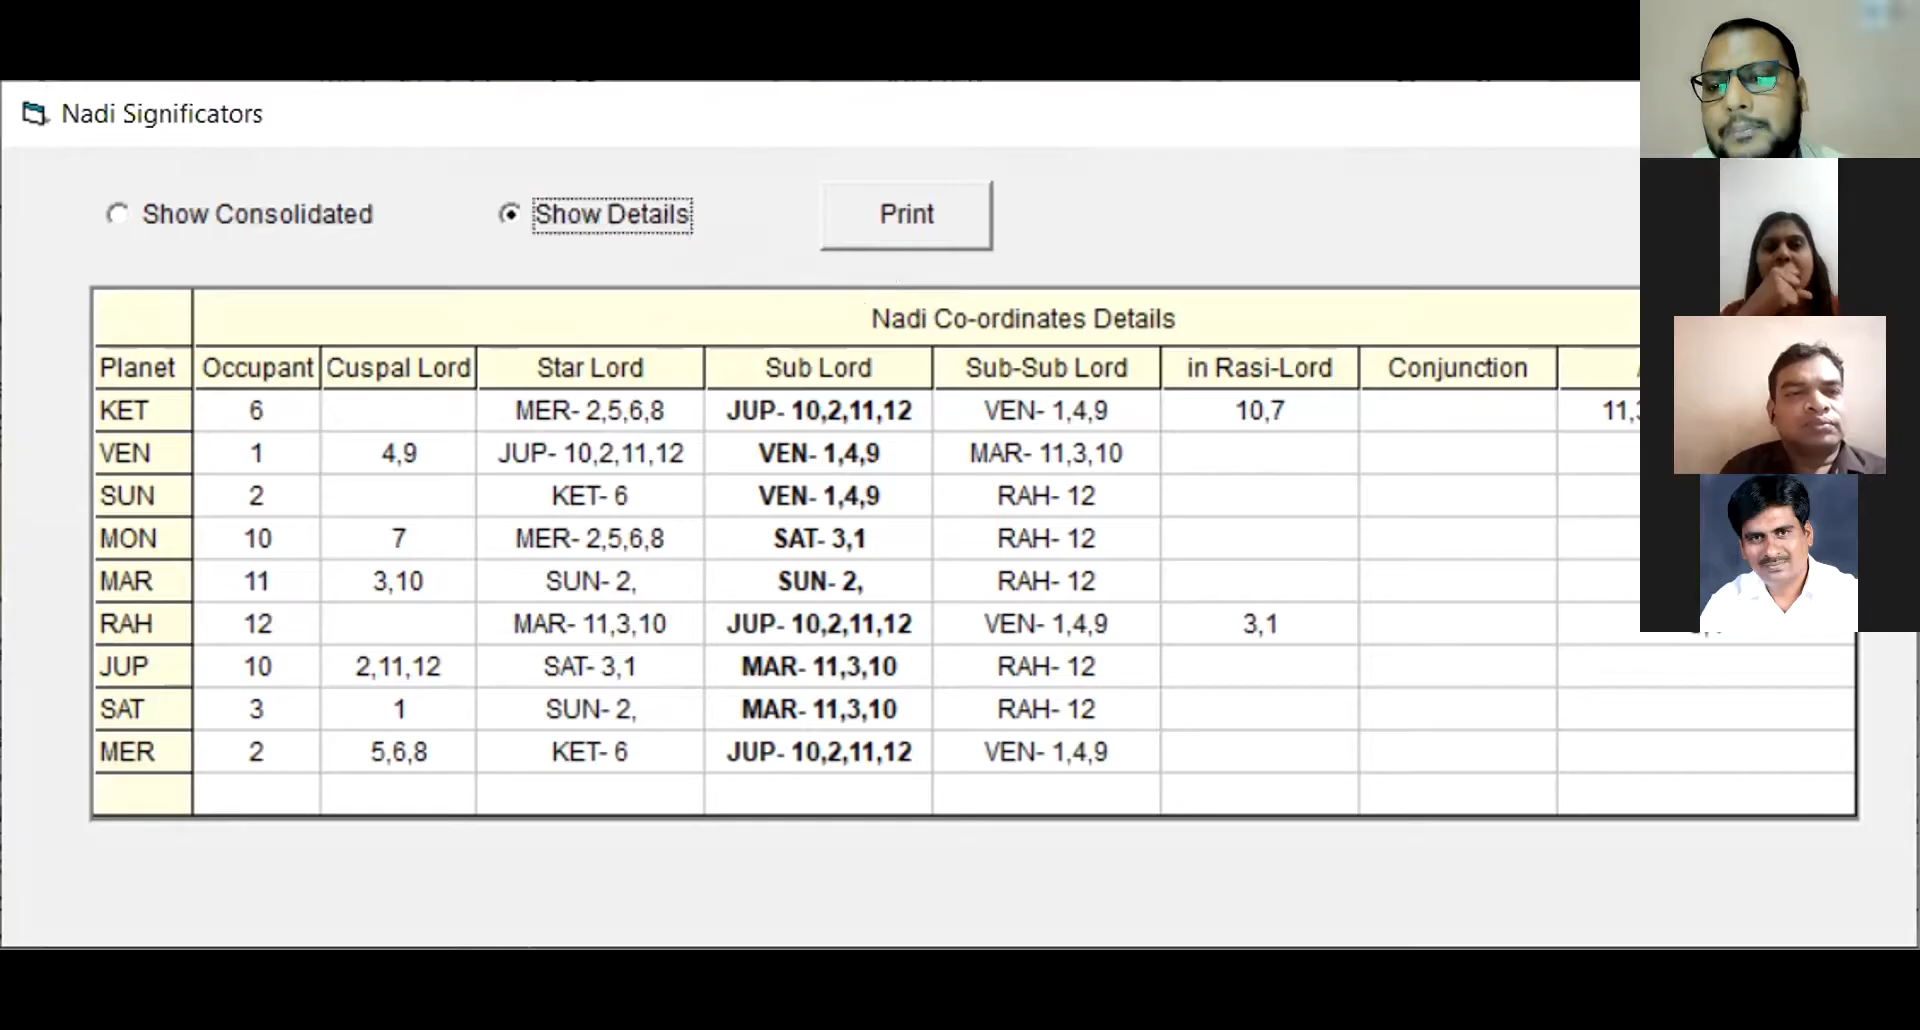 Nadi Significators
Show Consolidated Show Details Print
Nadi Co-ordinates Details
Planet Occupant Cuspal Lord Star Lord Sub Lord Sub-Sub Lord in Rasi-Lord Conjunction
KET 6 MER- 2,5,6,8 JUP- 10,2,11,12 VEN- 1,4,9 10,7 11,
VEN 1 4,9 JUP- 10,2,11,12 VEN- 1,4,9 MAR- 11,3,10
SUN 2 KET- 6 VEN- 1,4,9 RAH- 12
MON 10 7 MER- 2,5,6,8 SAT- 3,1 RAH- 12
MAR 11 3,10 SUN- 2, SUN- 2, RAH- 12
RAH 12 MAR- 11,3,10 JUP- 10,2,11,12 VEN- 1,4,9 3,1
JUP 10 2,11,12 SAT- 3,1 MAR- 11,3,10 RAH- 12
SAT 3 1 SUN- 2, MAR- 11,3,10 RAH- 12
MER 2 5,6,8 KET- 6 JUP- 10,2,11,12 VEN- 1,4,9